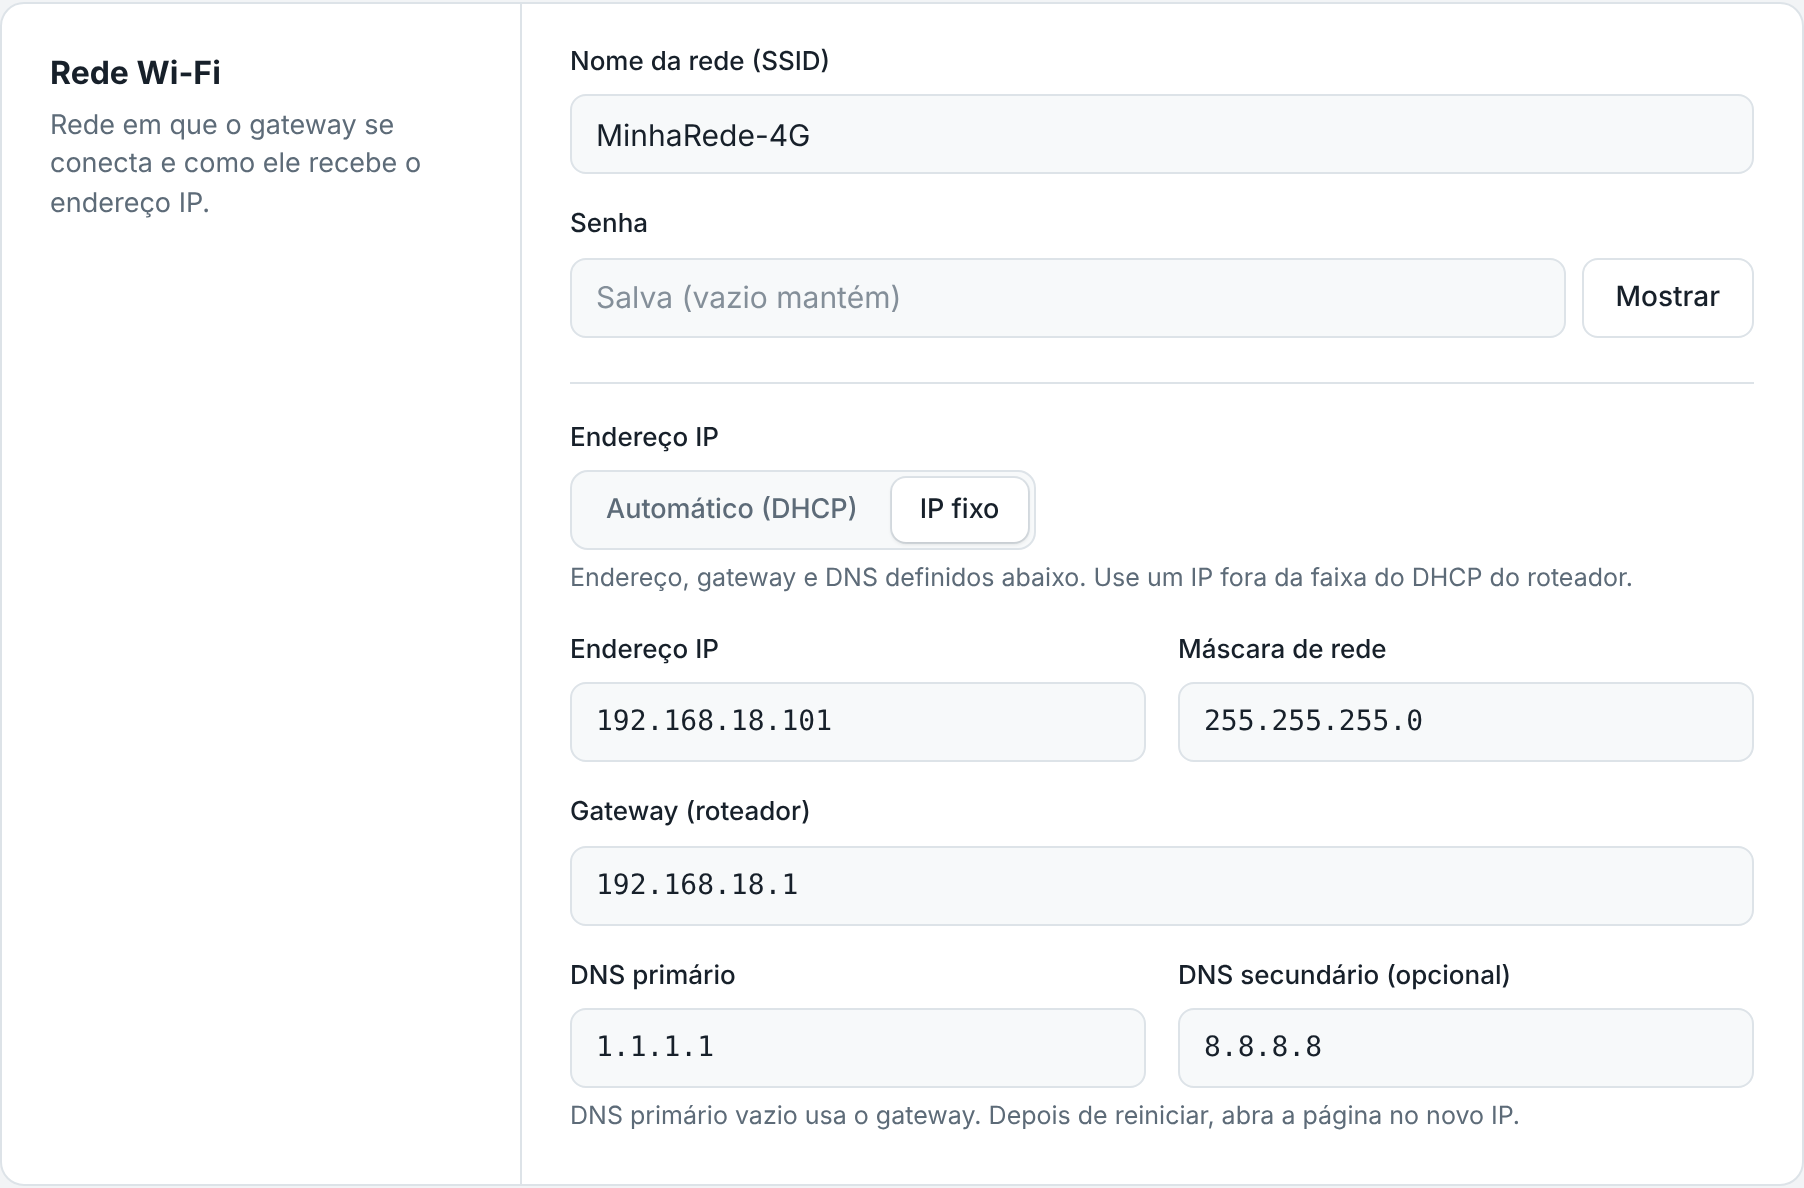 Rede Wi-Fi
Rede em que o gateway se
conecta e como ele recebe o
endereço IP.
Nome da rede (SSID)
MinhaRede-4G
Senha
Salva (vazio mantém)
Mostrar
Endereço IP
Automático (DHCP)
IP fixo
Endereço, gateway e DNS definidos abaixo. Use um IP fora da faixa do DHCP do roteador.
Endereço IP
Máscara de rede
192.168.18.101
255.255.255.0
Gateway (roteador)
192.168.18.1
DNS primário
DNS secundário (opcional)
1.1.1.1
8.8.8.8
DNS primário vazio usa o gateway. Depois de reiniciar, abra a página no novo IP.